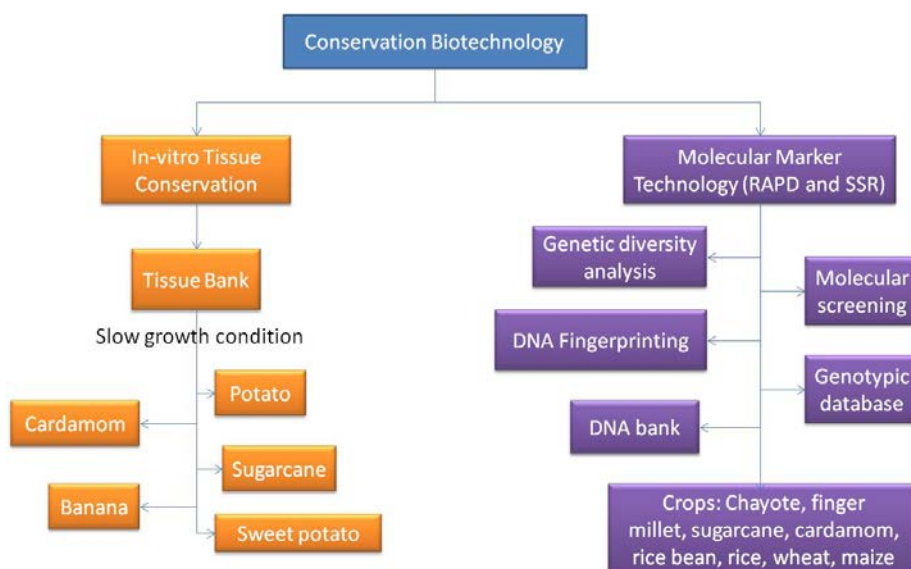 Conservation Biotechnology
In-vitro Tissue
Conservation
Tissue Bank
Slow growth condition
Potato
Cardamom
Sugarcane
Banana
Sweet potato
Molecular Marker
Technology (RAPD and SSR)
Genetic diversity
analysis
Molecular
screening
DNA Fingerprinting
Genotypic
database
DNA bank
Crops: Chayote, finger
millet, sugarcane, cardamom,
rice bean, rice, wheat, maize